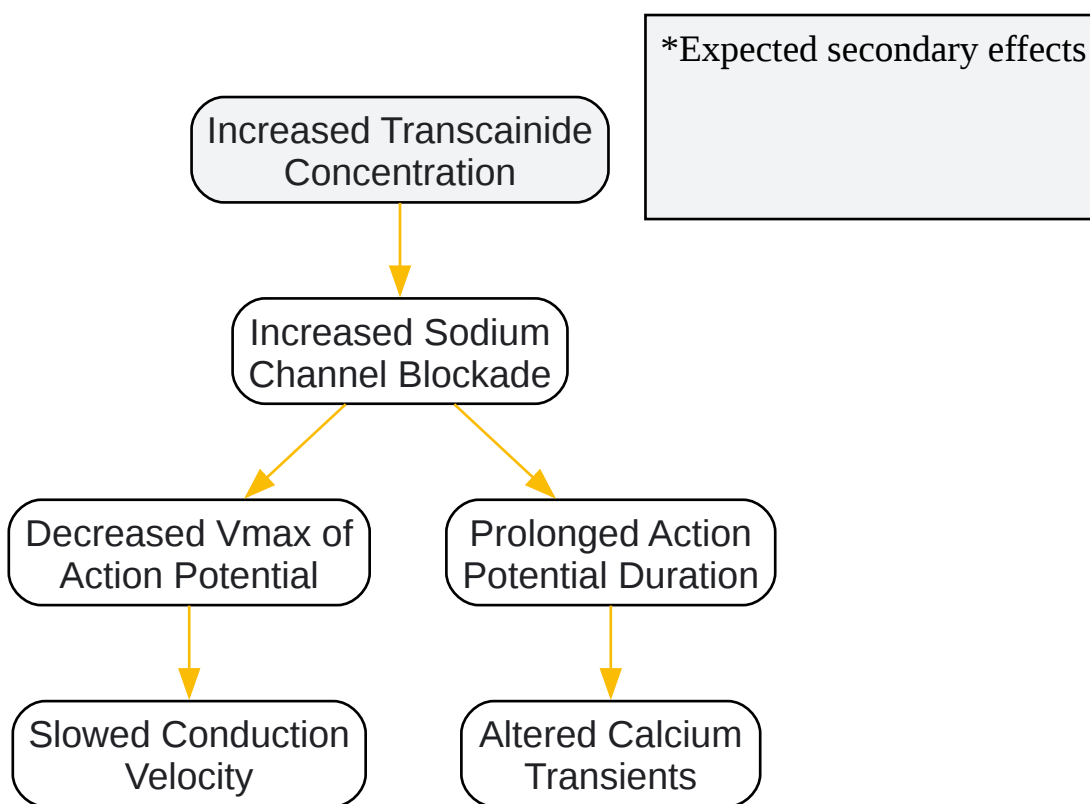 *Expected secondary effects
Increased Transcainide
Concentration
Increased Sodium
Channel Blockade
Decreased Vmax of
Action Potential
Prolonged Action
Potential Duration
Slowed Conduction
Velocity
Altered Calcium
Transients